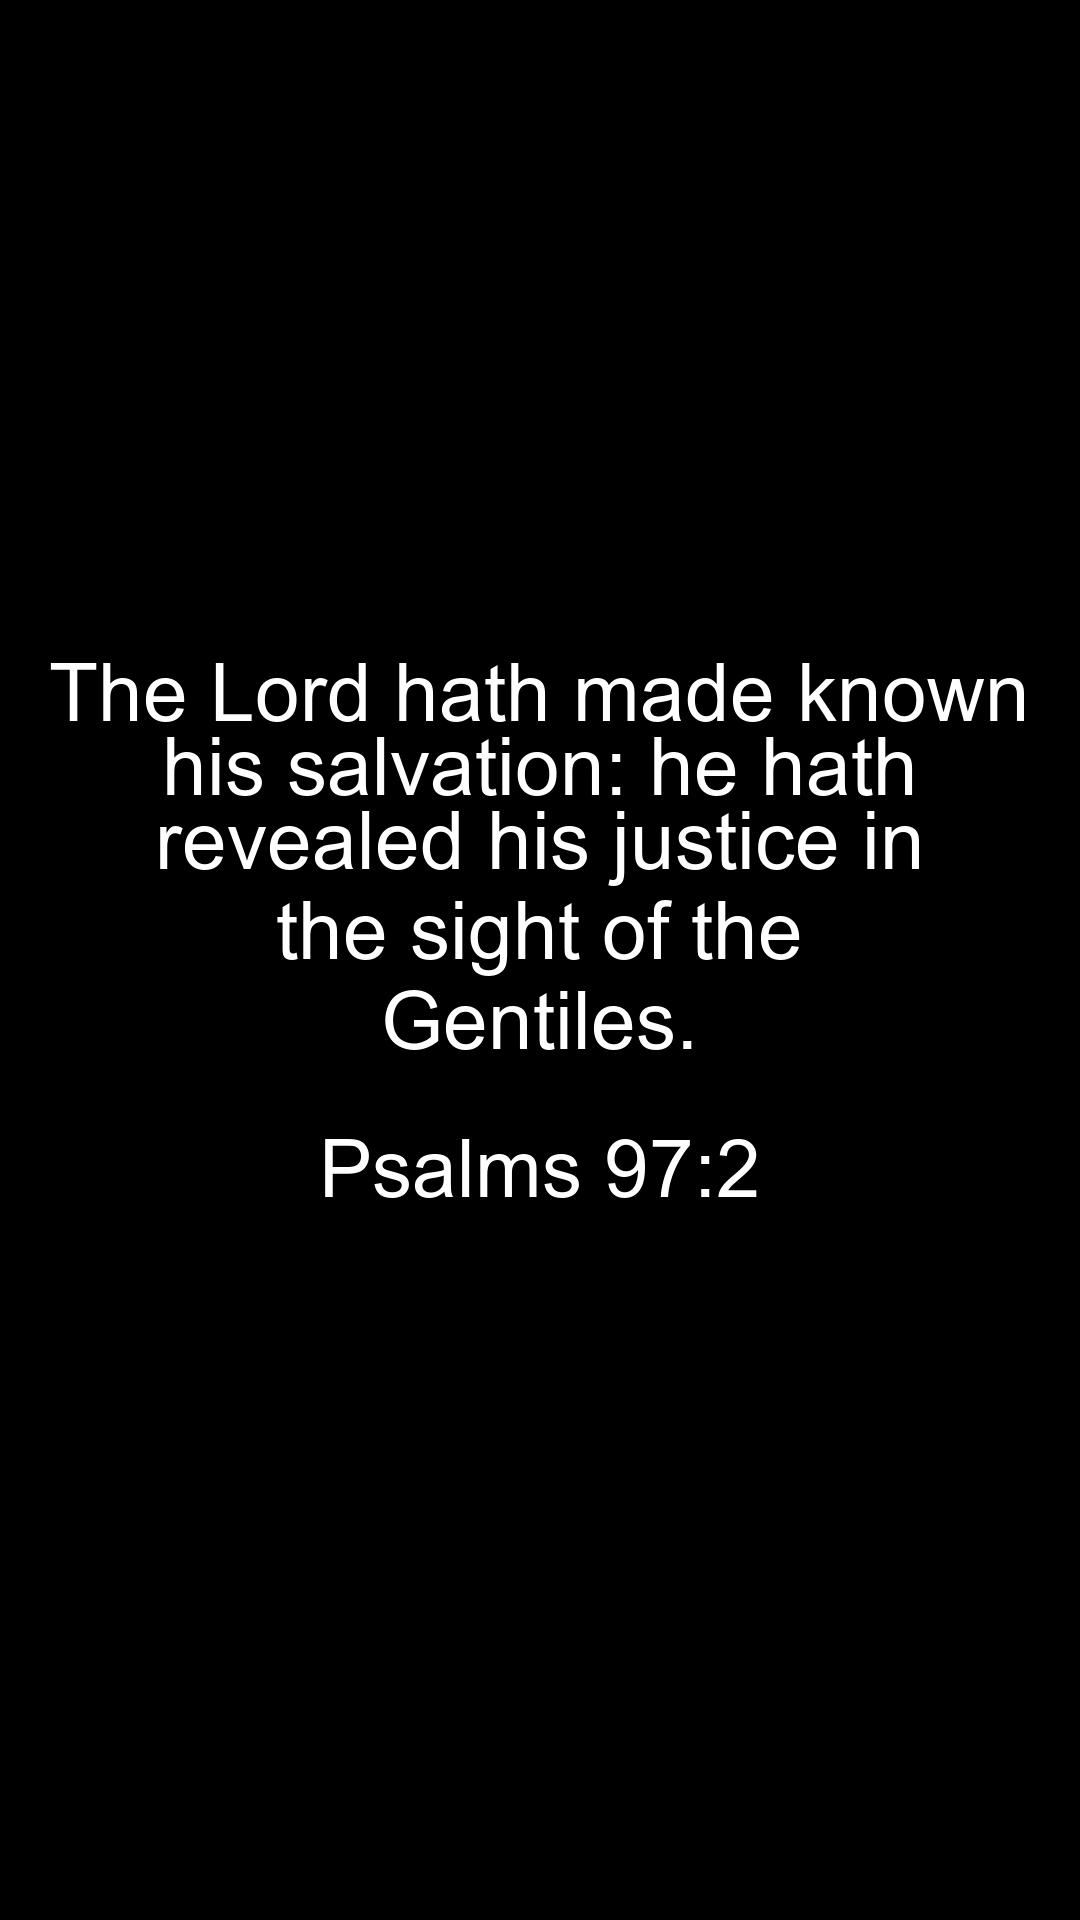 The Lord hath made known
his salvation: he hath
revealed his justice in
the sight of the
Gentiles.
Psalms 97:2